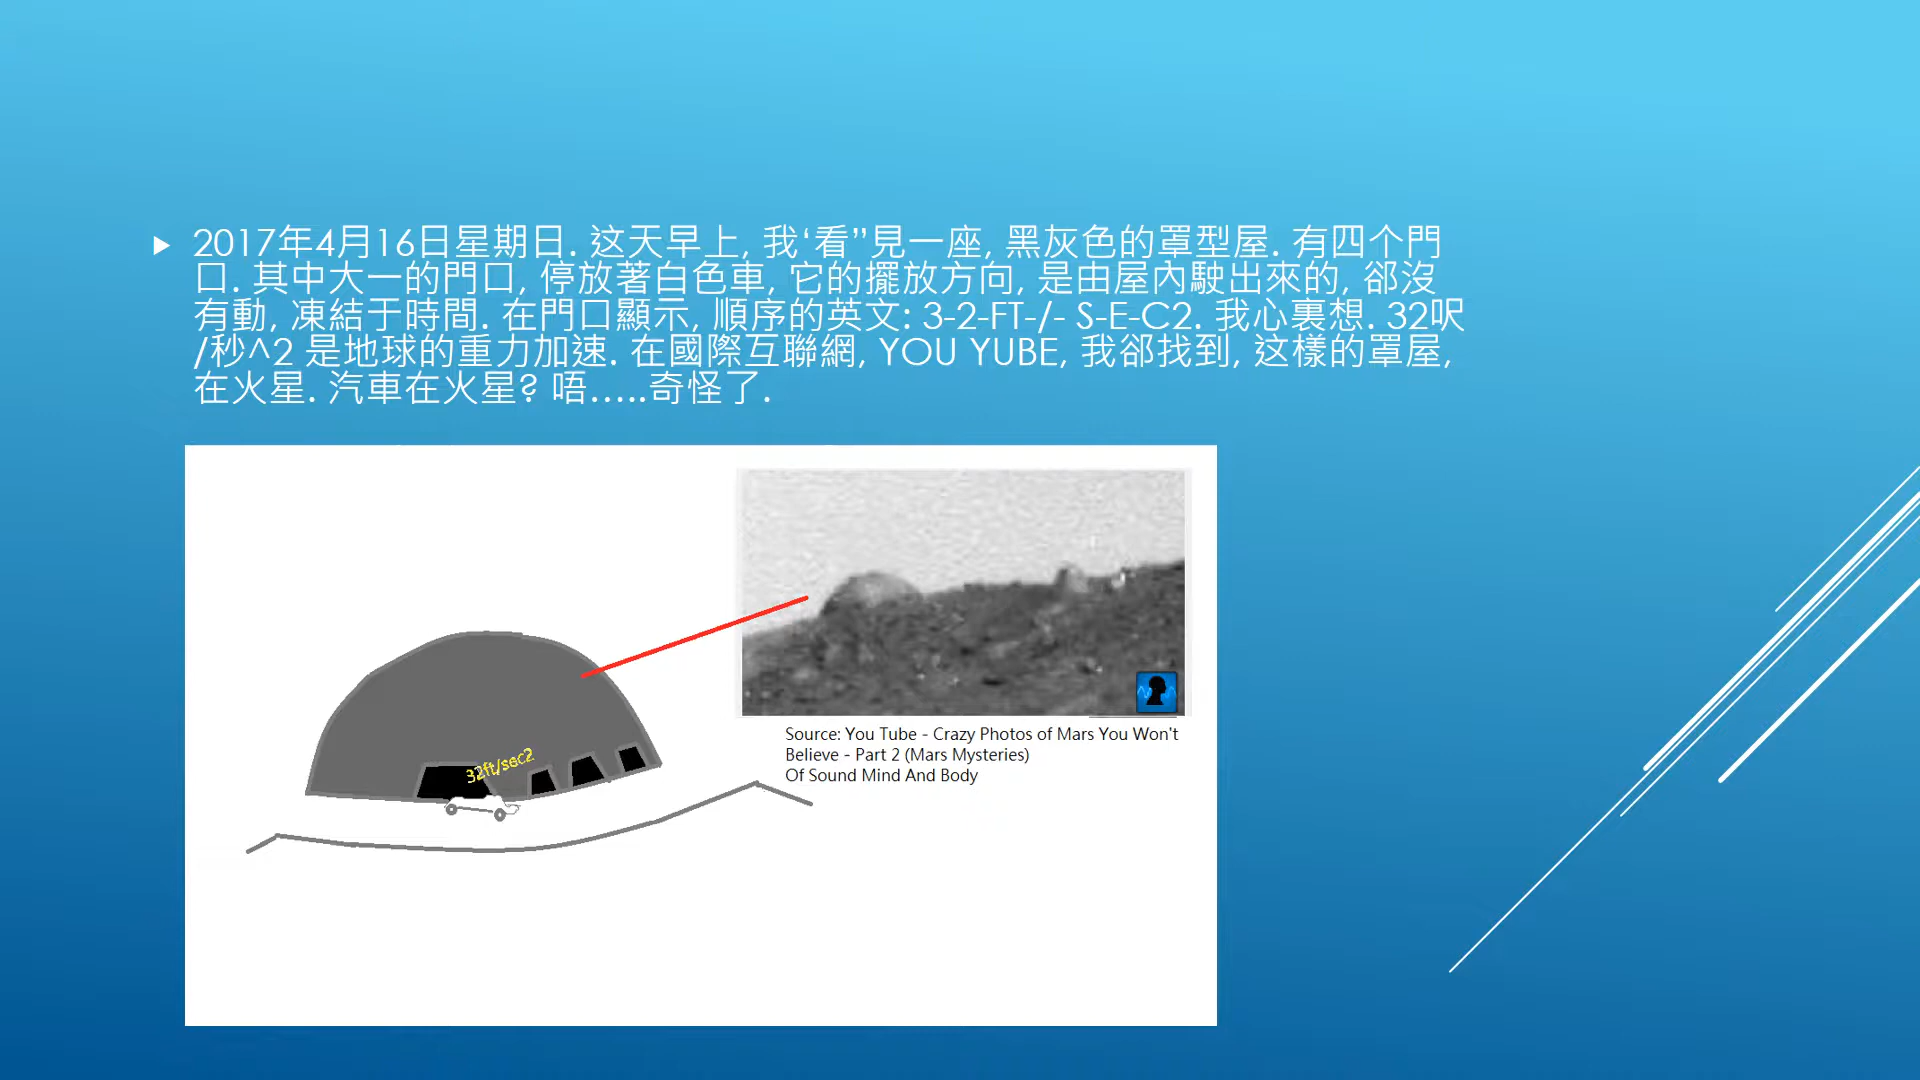 2017年4月16日星期日. 这天早上, 我‘看”見一座, 黑灰色的罩型屋. 有四个門
口. 其中大一的門口, 停放著白色車, 它的擺放方向, 是由屋內駛出來的, 卻沒
有動, 凍結于時間. 在門口顯示, 順序的英文: 3-2-FT-/- S-E-C2. 我心裏想. 32呎
/秒^2 是地球的重力加速. 在國際互聯網, YOU YUBE, 我卻找到, 这樣的罩屋,
在火星. 汽車在火星? 唔.....奇怪了.
32ft/sec2
Source: You Tube - Crazy Photos of Mars You Won't
Believe - Part 2 (Mars Mysteries)
Of Sound Mind And Body